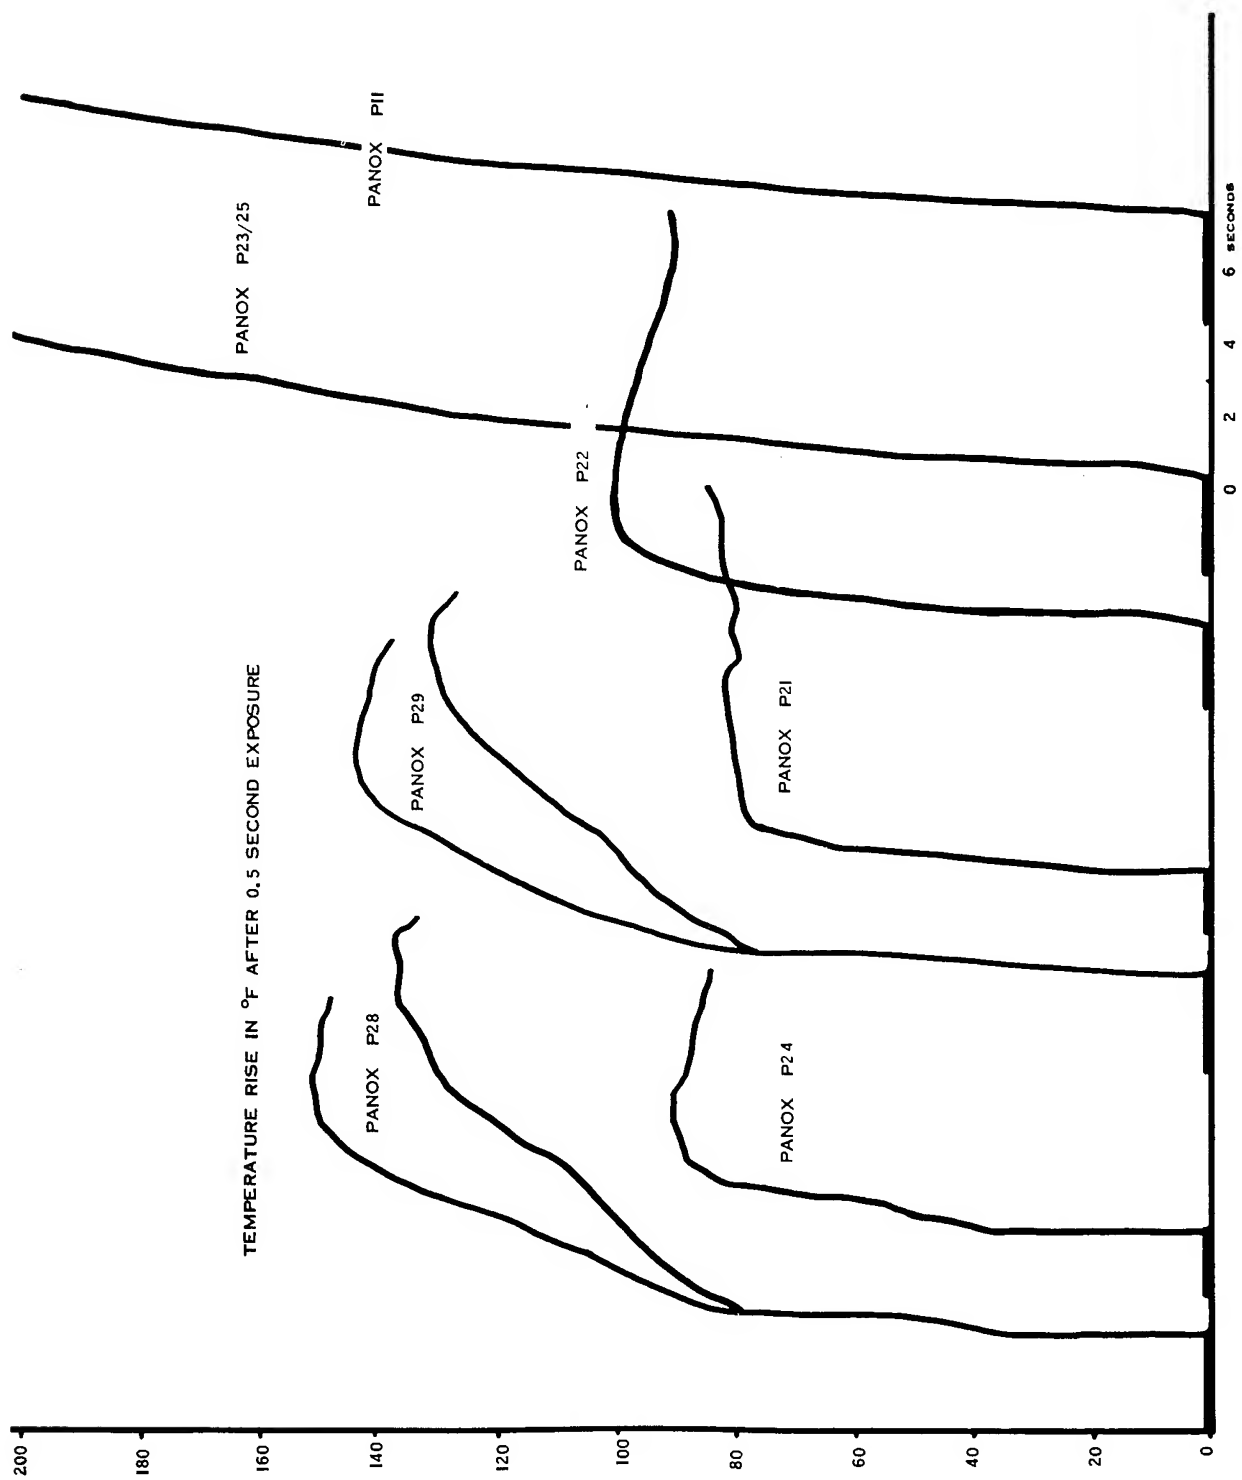 TEMPERATURE RISE IN °F AFTER 0.5 SECOND EXPOSURE
200
180
160
140
120
100
80
60
40
20
0
PANOX P28
PANOX P24
PANOX P29
PANOX P21
PANOX P22
PANOX P23/25
PANOX P11
0 2 4 6 SECONDS